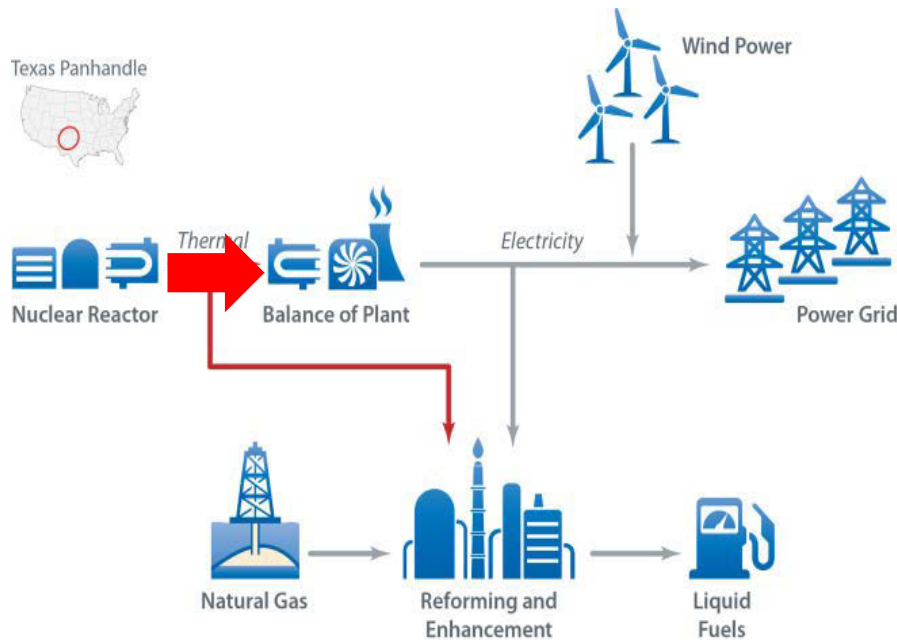 Wind Power
Texas Panhandle
Thermal
Electricity
Nuclear Reactor
Balance of Plant
Power Grid
Natural Gas
Reforming and
Enhancement
Liquid
Fuels